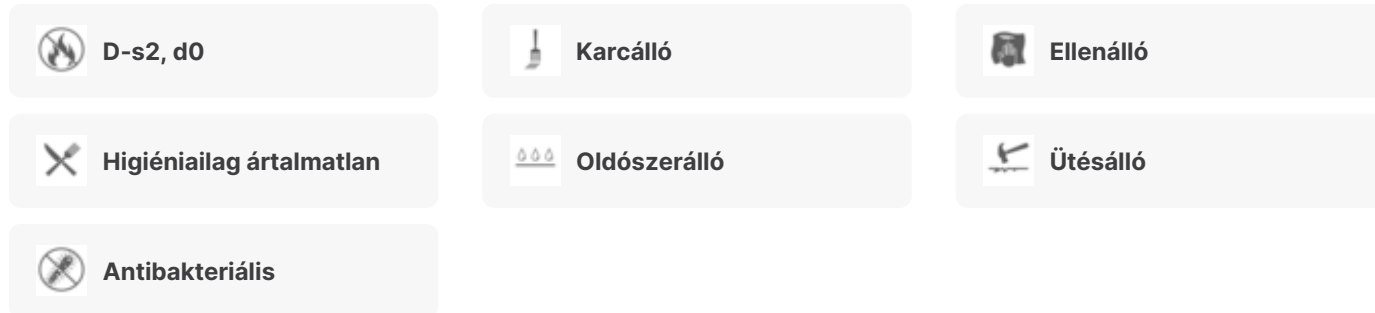 D-s2, d0
Karcálló
Ellenálló
Higiéniailag ártalmatlan
Oldószerálló
Ütésálló
Antibakteriális